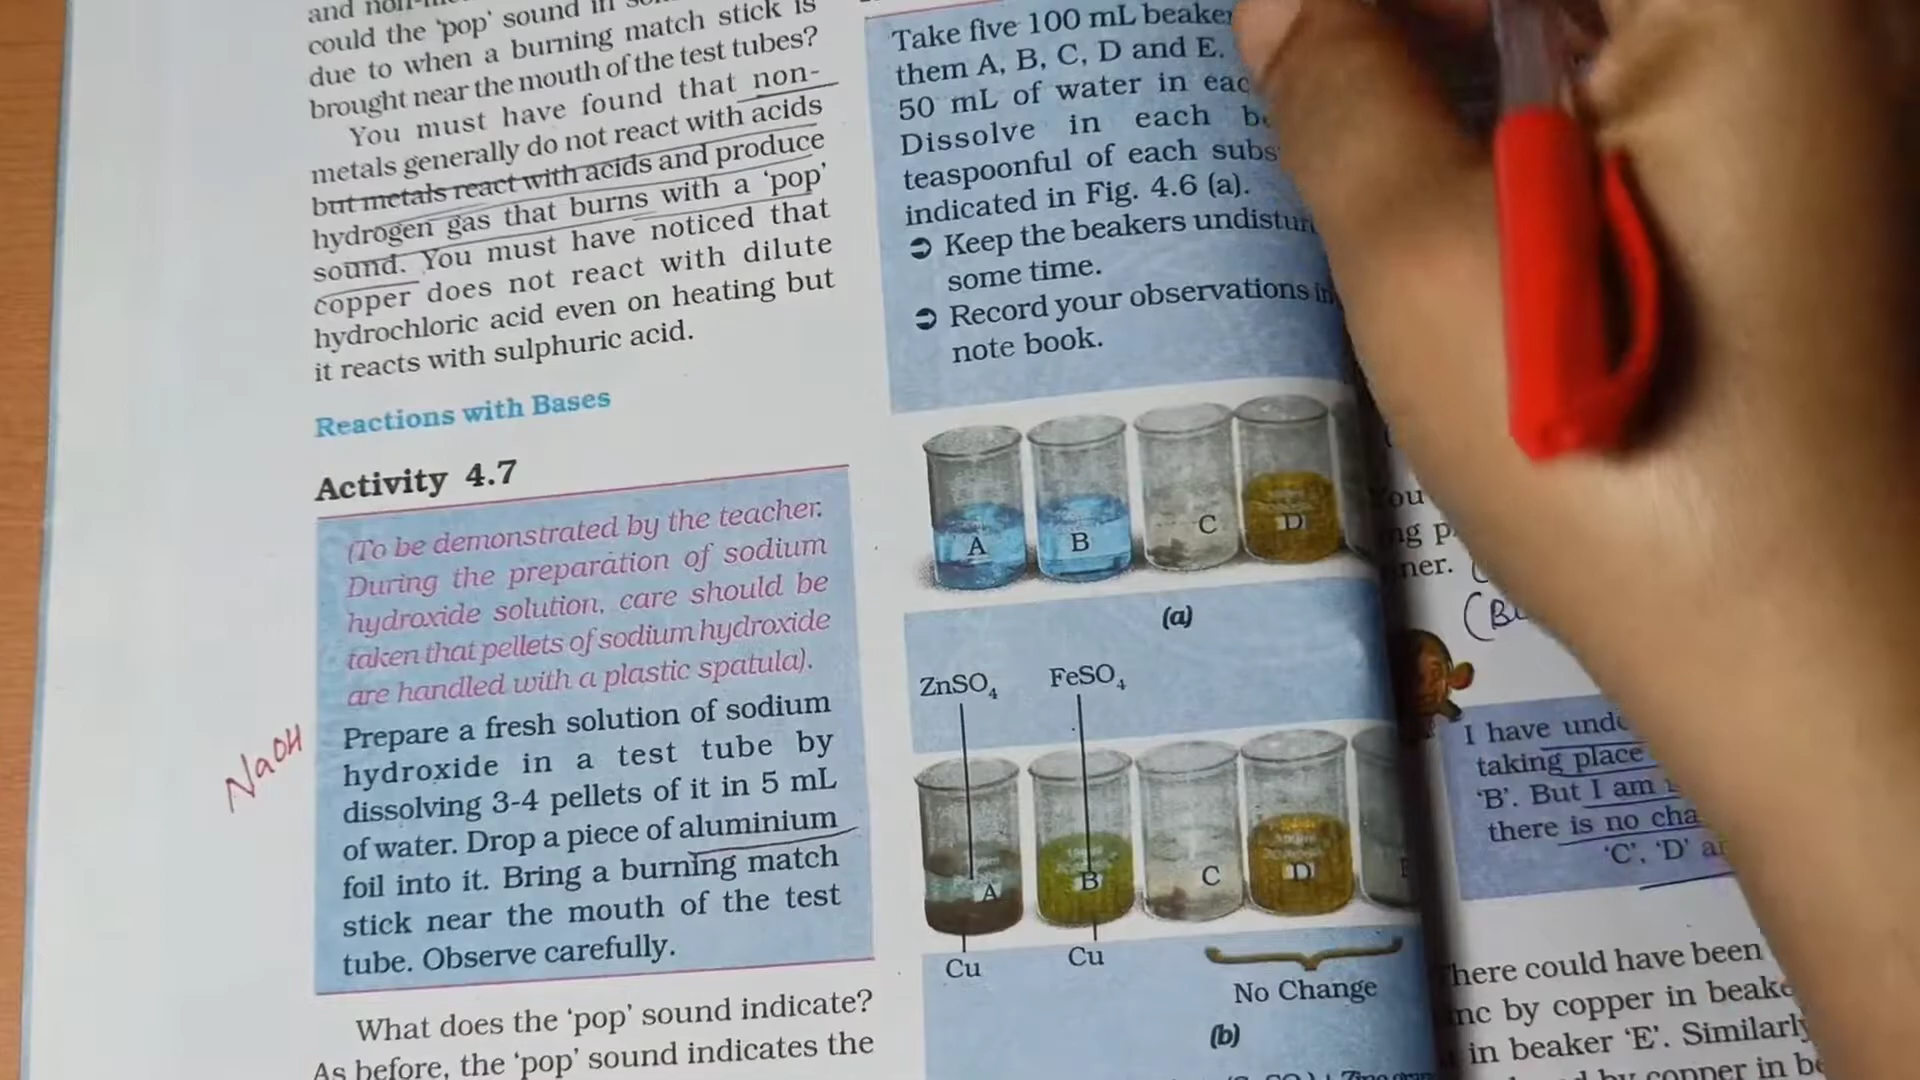 could the 'pop' sound in
due to when a burning match stick is
brought near the mouth of the test tubes?
You must have found that non-
metals generally do not react with acids
but metals react with acids and produce
hydrogen gas that burns with a 'pop'
sound. You must have noticed that
copper does not react with dilute
hydrochloric acid even on heating but
it reacts with sulphuric acid.
Reactions with Bases
Activity 4.7
(To be demonstrated by the teacher.
During the preparation of sodium
hydroxide solution, care should be
taken that pellets of sodium hydroxide
are handled with a plastic spatula).
NaOH
Prepare a fresh solution of sodium
hydroxide in a test tube by
dissolving 3-4 pellets of it in 5 mL
of water. Drop a piece of aluminium
foil into it. Bring a burning match
stick near the mouth of the test
tube. Observe carefully.
What does the 'pop' sound indicate?
As before, the 'pop' sound indicates the
Take five 100 mL
them A, B, C, D and E.
50 mL of water in
Dissolve in each
teaspoonful of each
indicated in Fig. 4.6 (a).
➲ Keep the beakers
some time.
➲ Record your observations
note book.
A B C D
(a)
ZnSO4 FeSO4
A B C D
Cu Cu
No Change
(b)
I have
taking place
'B'. But I am
there is no
'C', 'D'
could have been
by copper in
in beaker 'E'.
by copper in